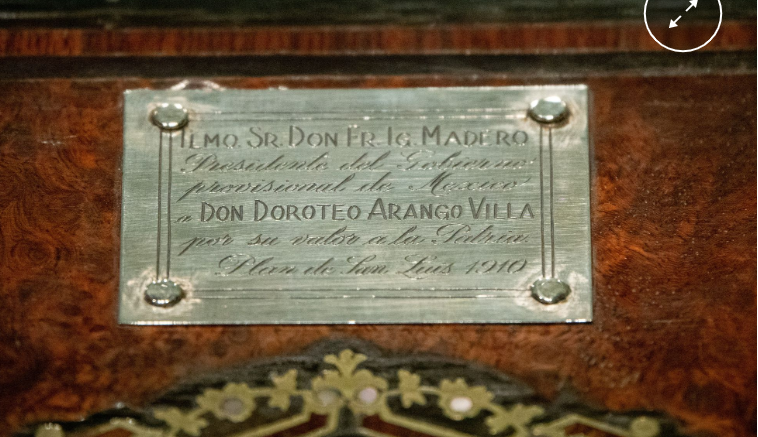 ILMO. SR. DON FR. IG. MADERO
Presidente del Gobierno
provisional de Mexico
a DON DOROTEO ARANGO VILLA
por su valor a la Patria.
Plan de San Luis 1910